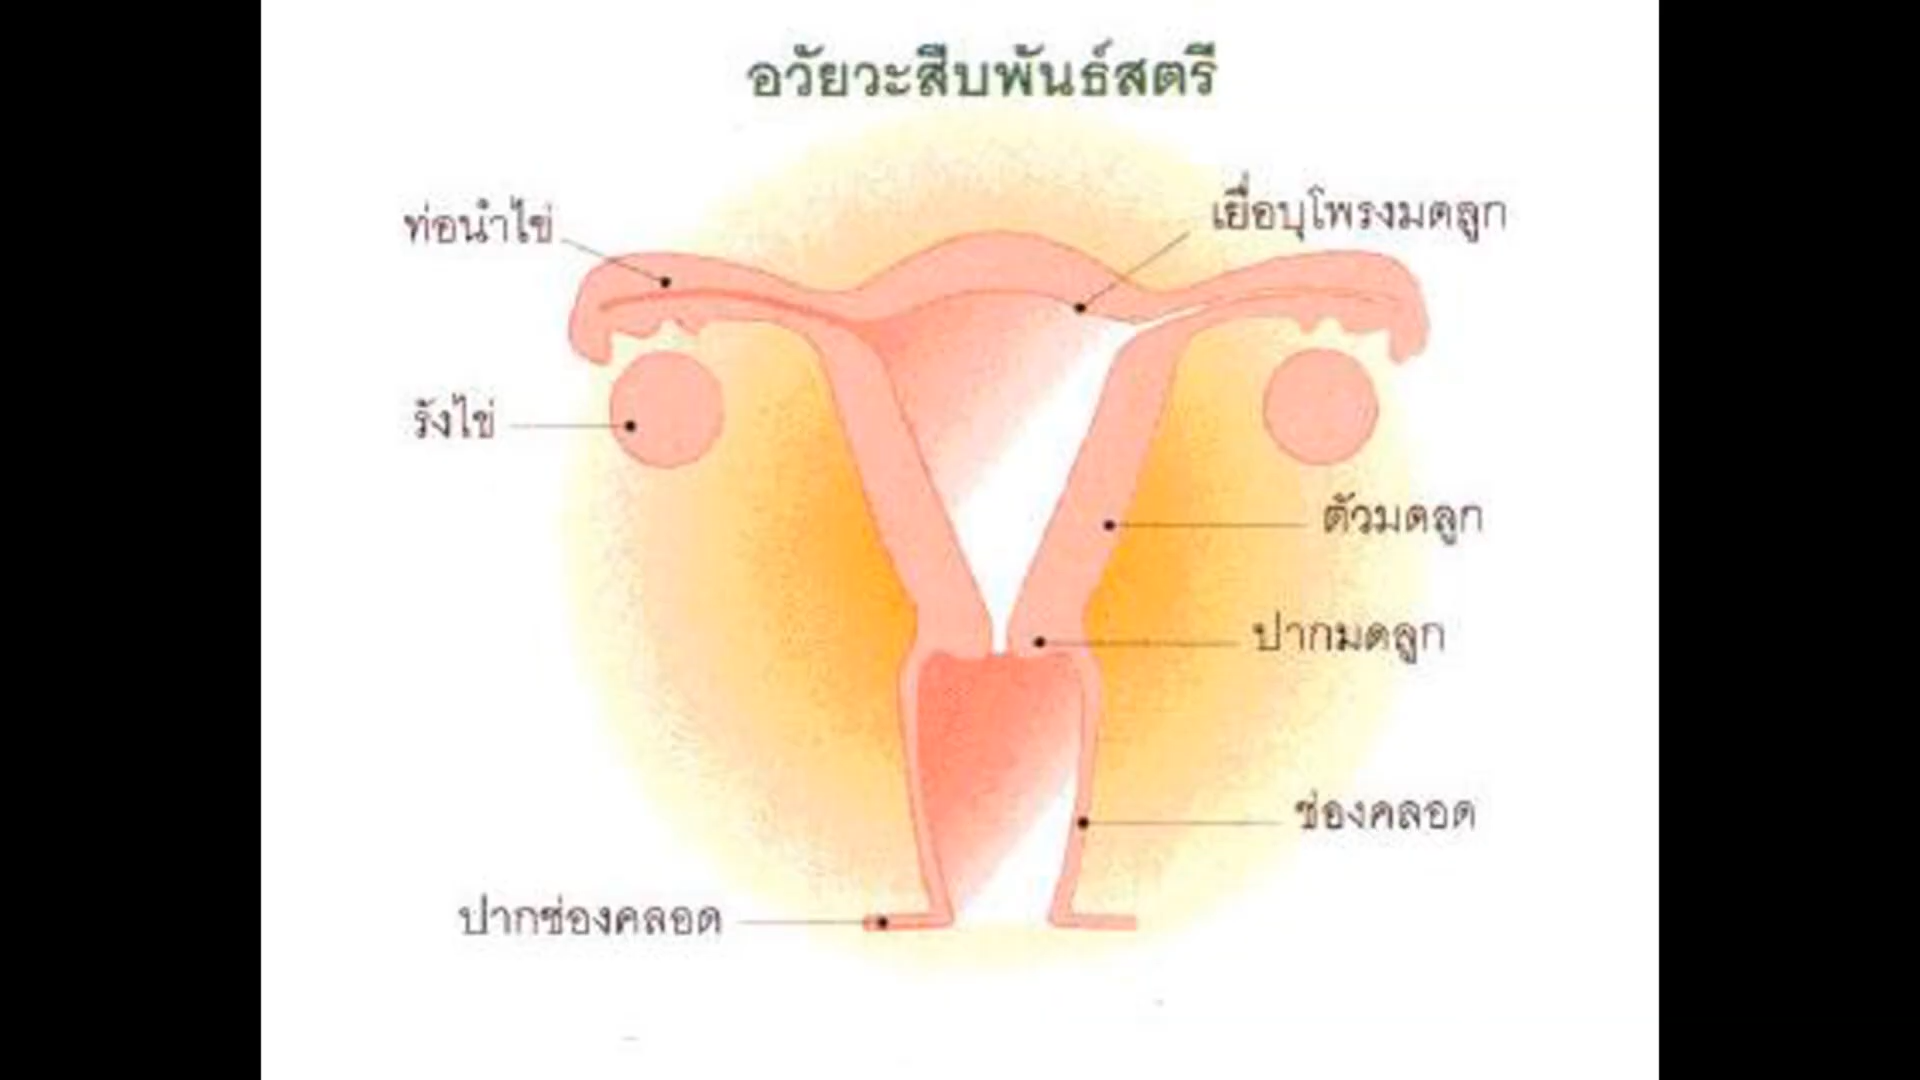 อวัยวะสืบพันธ์สตรี
ท่อนำไข่
เยื่อบุโพรงมดลูก
รังไข่
ตัวมดลูก
ปากมดลูก
ช่องคลอด
ปากช่องคลอด